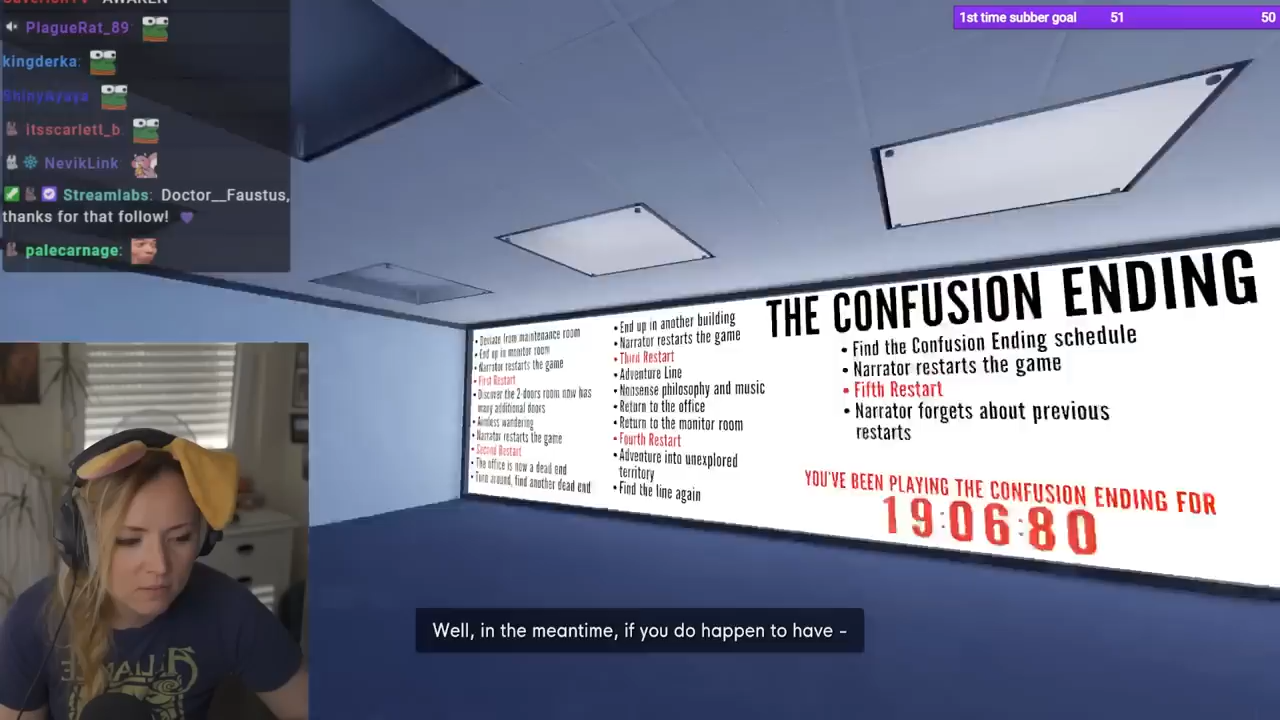 AWAKEN
PlagueRat_89:
kingderka:
ShinyRyuya
itsscarlett_b:
NevikLink
Streamlabs: Doctor__Faustus,
thanks for that follow!
palecarnage:
1st time subber goal 51 50
• Deviate from maintenance room
• End up in monitor room
• Narrator restarts the game
• First Restart
• Discover the 2-doors room now has
many additional doors
• Aimless wandering
• Narrator restarts the game
• Second Restart
• The office is now a dead end
• Turn around, find another dead end
• End up in another building
• Narrator restarts the game
• Third Restart
• Adventure Line
• Nonsense philosophy and music
• Return to the office
• Return to the monitor room
• Fourth Restart
• Adventure into unexplored
territory
• Find the line again
THE CONFUSION ENDING
• Find the Confusion Ending schedule
• Narrator restarts the game
• Fifth Restart
• Narrator forgets about previous
restarts
YOU'VE BEEN PLAYING THE CONFUSION ENDING FOR
19:06:80
Well, in the meantime, if you do happen to have -